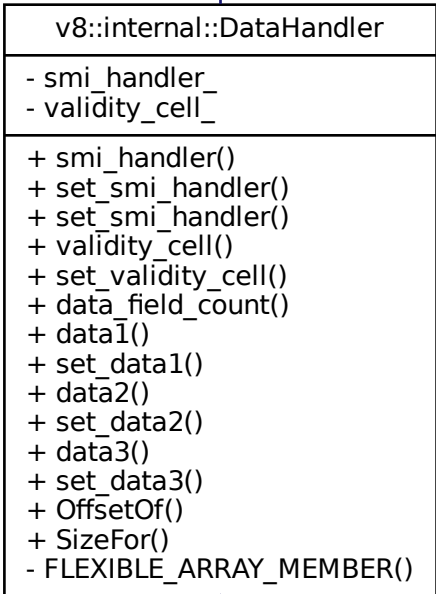 v8::internal::DataHandler
- smi_handler_
- validity_cell_
+ smi_handler()
+ set_smi_handler()
+ set_smi_handler()
+ validity_cell()
+ set_validity_cell()
+ data_field_count()
+ data1()
+ set_data1()
+ data2()
+ set_data2()
+ data3()
+ set_data3()
+ OffsetOf()
+ SizeFor()
- FLEXIBLE_ARRAY_MEMBER()